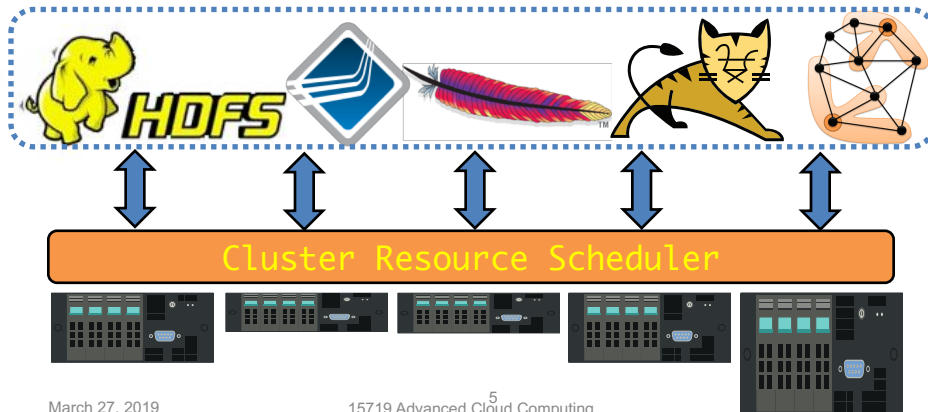 HDFS
TM
Cluster Resource Scheduler
5
March 27, 2019
15719 Advanced Cloud Computing